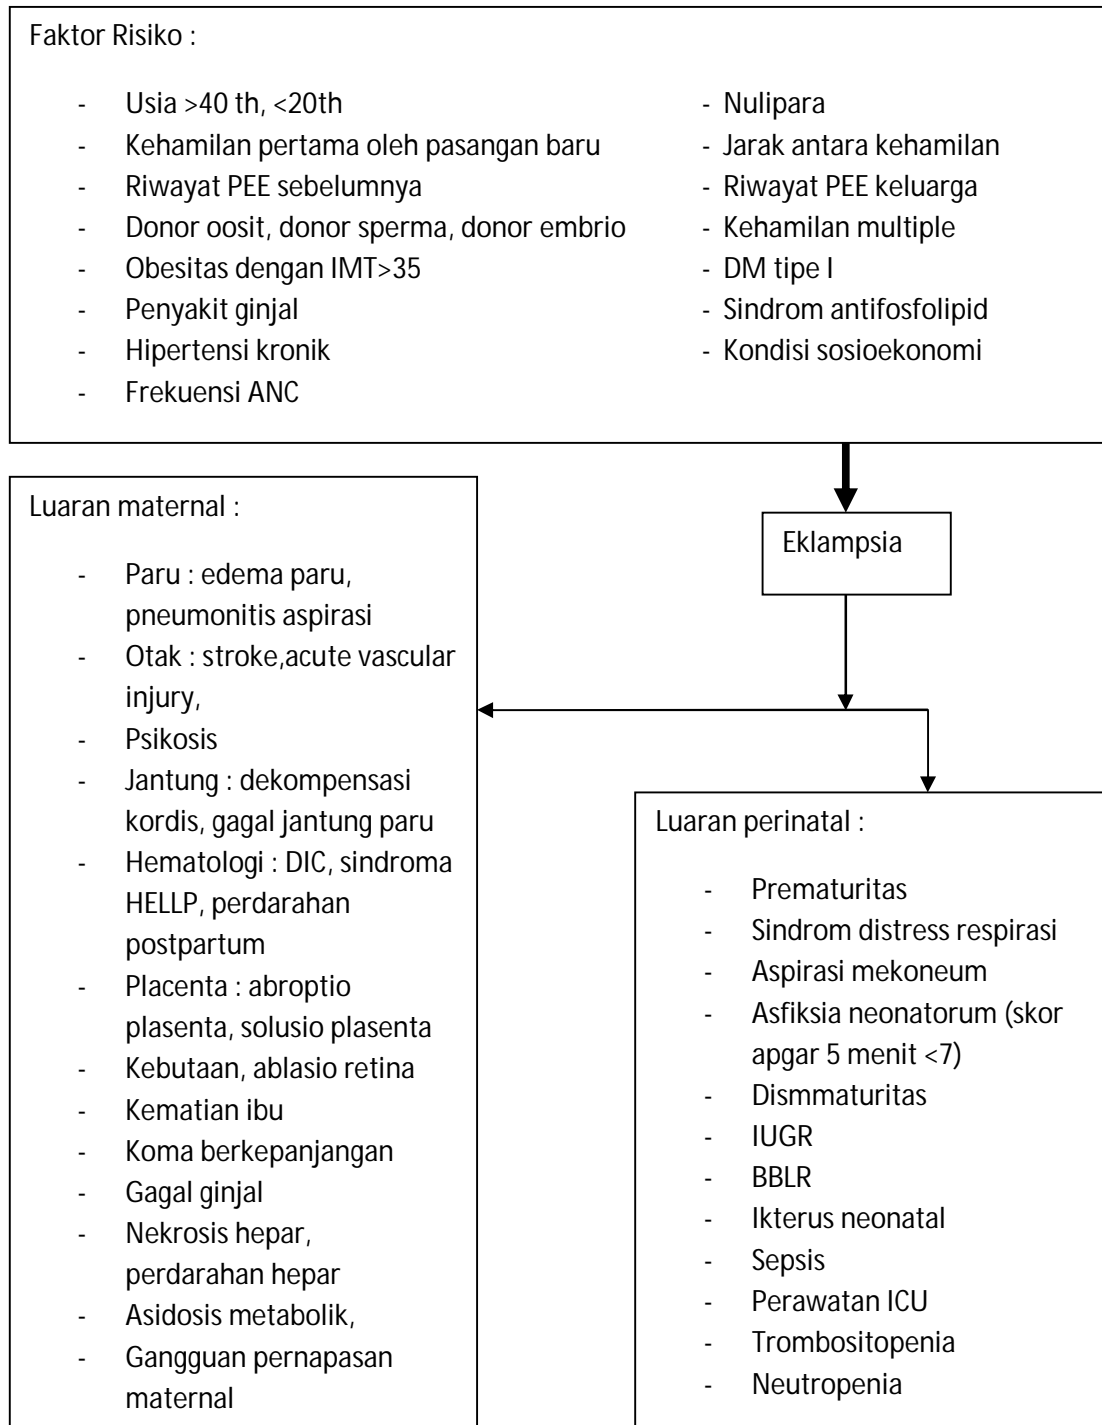 Faktor Risiko :
- Usia >40 th, <20th
- Kehamilan pertama oleh pasangan baru
- Riwayat PEE sebelumnya
- Donor oosit, donor sperma, donor embrio
- Obesitas dengan IMT>35
- Penyakit ginjal
- Hipertensi kronik
- Frekuensi ANC
- Nulipara
- Jarak antara kehamilan
- Riwayat PEE keluarga
- Kehamilan multiple
- DM tipe I
- Sindrom antifosfolipid
- Kondisi sosioekonomi
Eklampsia
Luaran maternal :
- Paru : edema paru,
pneumonitis aspirasi
- Otak : stroke,acute vascular
injury,
- Psikosis
- Jantung : dekompensasi
kordis, gagal jantung paru
- Hematologi : DIC, sindroma
HELLP, perdarahan
postpartum
- Placenta : abroptio
plasenta, solusio plasenta
- Kebutaan, ablasio retina
- Kematian ibu
- Koma berkepanjangan
- Gagal ginjal
- Nekrosis hepar,
perdarahan hepar
- Asidosis metabolik,
- Gangguan pernapasan
maternal
Luaran perinatal :
- Prematuritas
- Sindrom distress respirasi
- Aspirasi mekoneum
- Asfiksia neonatorum (skor
apgar 5 menit <7)
- Dismmaturitas
- IUGR
- BBLR
- Ikterus neonatal
- Sepsis
- Perawatan ICU
- Trombositopenia
- Neutropenia